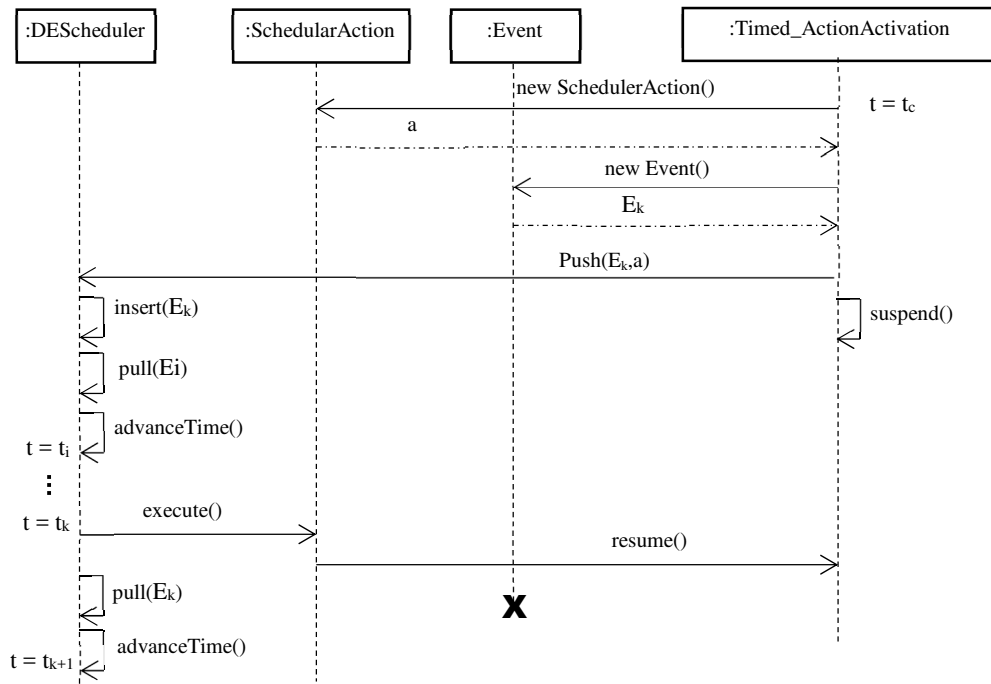 :DEScheduler :SchedularAction :Event :Timed_ActionActivation
new SchedulerAction()
t = tc
a
new Event()
Ek
Push(Ek,a)
insert(Ek)
suspend()
pull(Ei)
advanceTime()
t = ti
execute()
t = tk
resume()
pull(Ek)
X
advanceTime()
t = tk+1